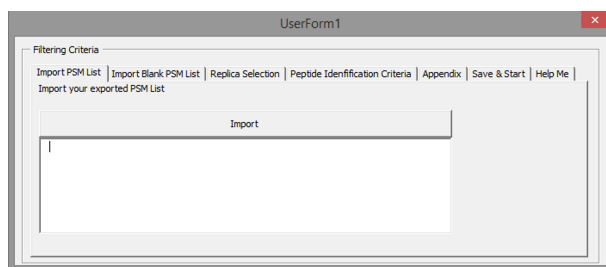 UserForm1
Filtering Criteria
Import PSM List Import Blank PSM List Replica Selection Peptide Idenfification Criteria Appendix Save & Start Help Me
Import your exported PSM List
Import